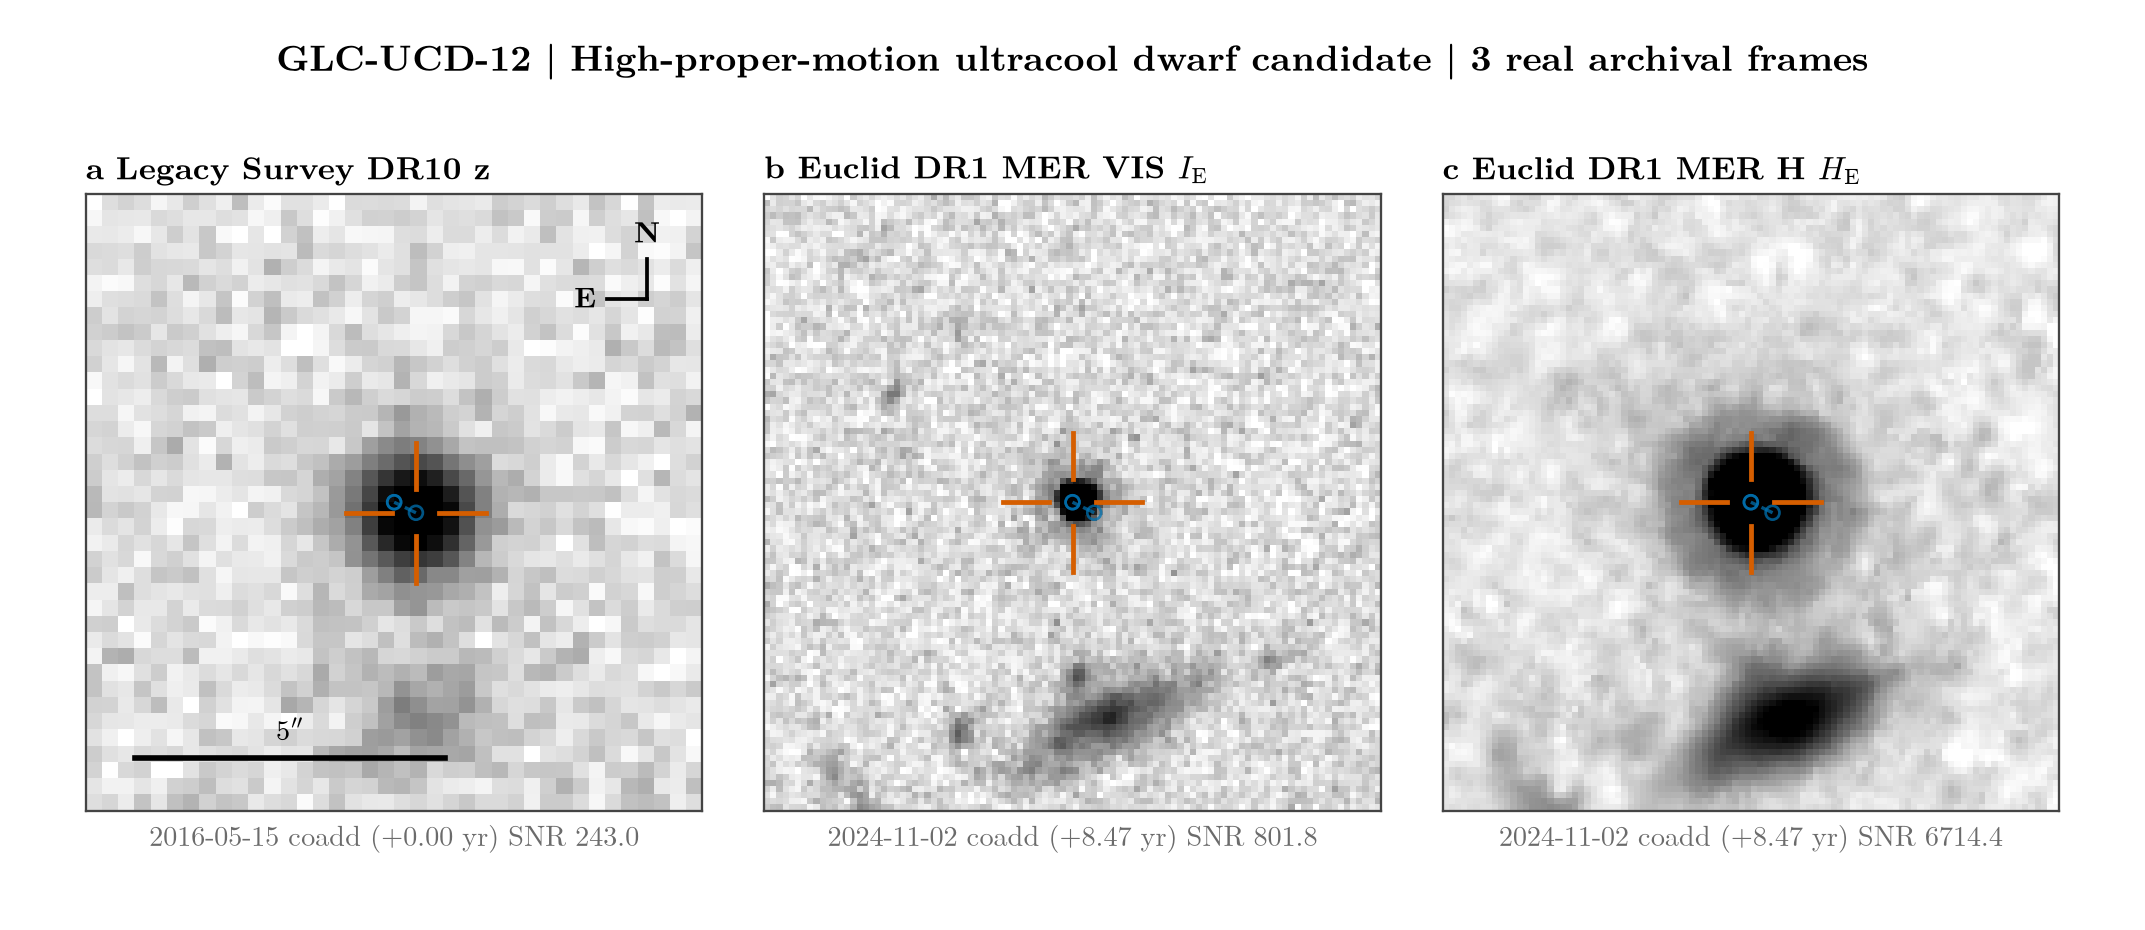 GLC-UCD-12 | High-proper-motion ultracool dwarf candidate | 3 real archival frames
a Legacy Survey DR10 z
N
E
5″
2016-05-15 coadd (+0.00 yr) SNR 243.0
b Euclid DR1 MER VIS I_E
2024-11-02 coadd (+8.47 yr) SNR 801.8
c Euclid DR1 MER H H_E
2024-11-02 coadd (+8.47 yr) SNR 6714.4